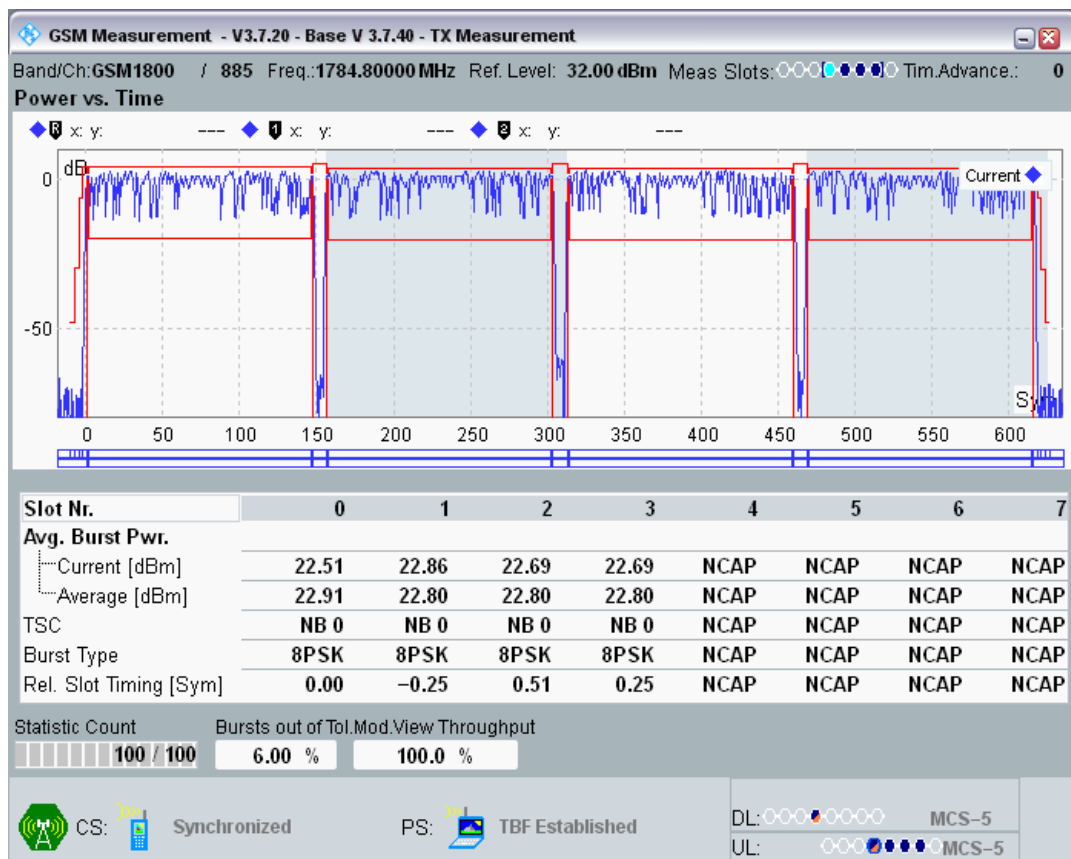 GSM Measurement - V3.7.20 - Base V 3.7.40 - TX Measurement
Band/Ch:GSM1800 / 885 Freq.:1784.80000 MHz Ref. Level: 32.00 dBm Meas Slots: Tim.Advance.: 0
Power vs. Time
R x: y: --- 1 x: y: --- 2 x: y: ---
dB
Current
0
-50
Sym
0 50 100 150 200 250 300 350 400 450 500 550 600
Slot Nr. 0 1 2 3 4 5 6 7
Avg. Burst Pwr.
Current [dBm] 22.51 22.86 22.69 22.69 NCAP NCAP NCAP NCAP
Average [dBm] 22.91 22.80 22.80 22.80 NCAP NCAP NCAP NCAP
TSC NB 0 NB 0 NB 0 NB 0 NCAP NCAP NCAP NCAP
Burst Type 8PSK 8PSK 8PSK 8PSK NCAP NCAP NCAP NCAP
Rel. Slot Timing [Sym] 0.00 −0.25 0.51 0.25 NCAP NCAP NCAP NCAP
Statistic Count Bursts out of Tol.Mod.View Throughput
100 / 100 6.00 % 100.0 %
CS: Synchronized PS: TBF Established
DL: MCS−5
UL: MCS−5